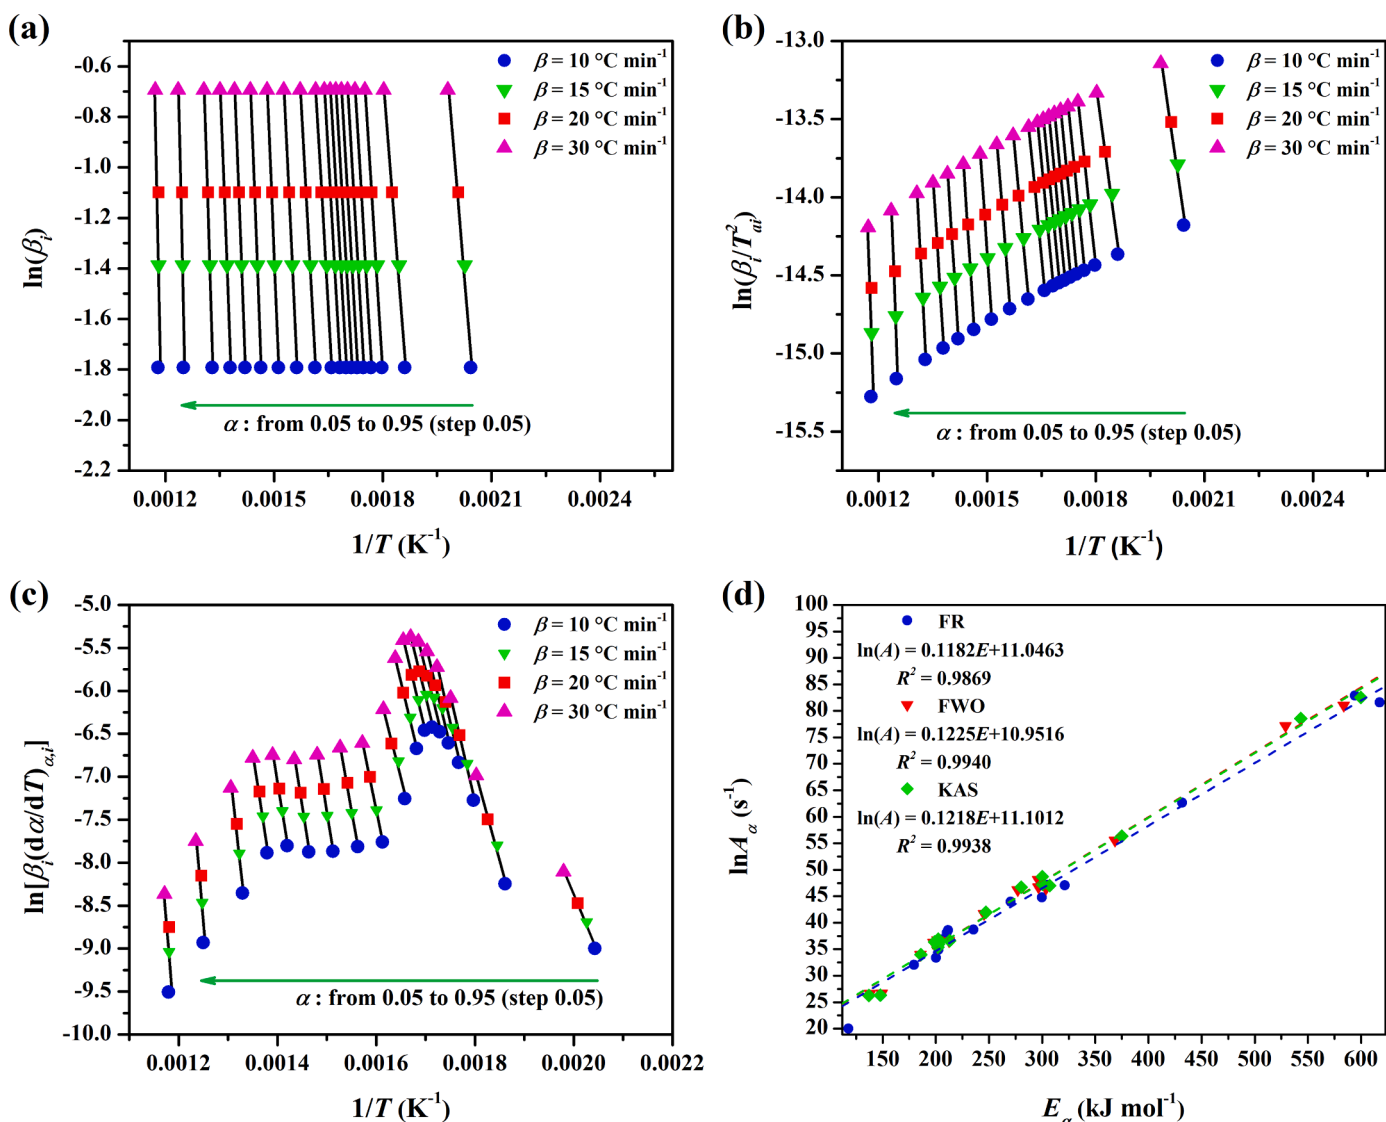 (a)
-0.6
-0.8
-1.0
-1.2
-1.4
-1.6
-1.8
-2.0
-2.2
ln(βᵢ)
β = 10 °C min⁻¹
β = 15 °C min⁻¹
β = 20 °C min⁻¹
β = 30 °C min⁻¹
α : from 0.05 to 0.95 (step 0.05)
0.0012 0.0015 0.0018 0.0021 0.0024
1/T (K⁻¹)
(b)
-13.0
-13.5
-14.0
-14.5
-15.0
-15.5
ln(βᵢ/T²αi)
β = 10 °C min⁻¹
β = 15 °C min⁻¹
β = 20 °C min⁻¹
β = 30 °C min⁻¹
α : from 0.05 to 0.95 (step 0.05)
0.0012 0.0015 0.0018 0.0021 0.0024
1/T (K⁻¹)
(c)
-5.0
-5.5
-6.0
-6.5
-7.0
-7.5
-8.0
-8.5
-9.0
-9.5
-10.0
ln[βᵢ(dα/dT)α,i]
β = 10 °C min⁻¹
β = 15 °C min⁻¹
β = 20 °C min⁻¹
β = 30 °C min⁻¹
α : from 0.05 to 0.95 (step 0.05)
0.0012 0.0014 0.0016 0.0018 0.0020 0.0022
1/T (K⁻¹)
(d)
100
95
90
85
80
75
70
65
60
55
50
45
40
35
30
25
20
lnAα (s⁻¹)
FR
ln(A) = 0.1182E+11.0463
R² = 0.9869
FWO
ln(A) = 0.1225E+10.9516
R² = 0.9940
KAS
ln(A) = 0.1218E+11.1012
R² = 0.9938
150 200 250 300 350 400 450 500 550 600
Eα (kJ mol⁻¹)